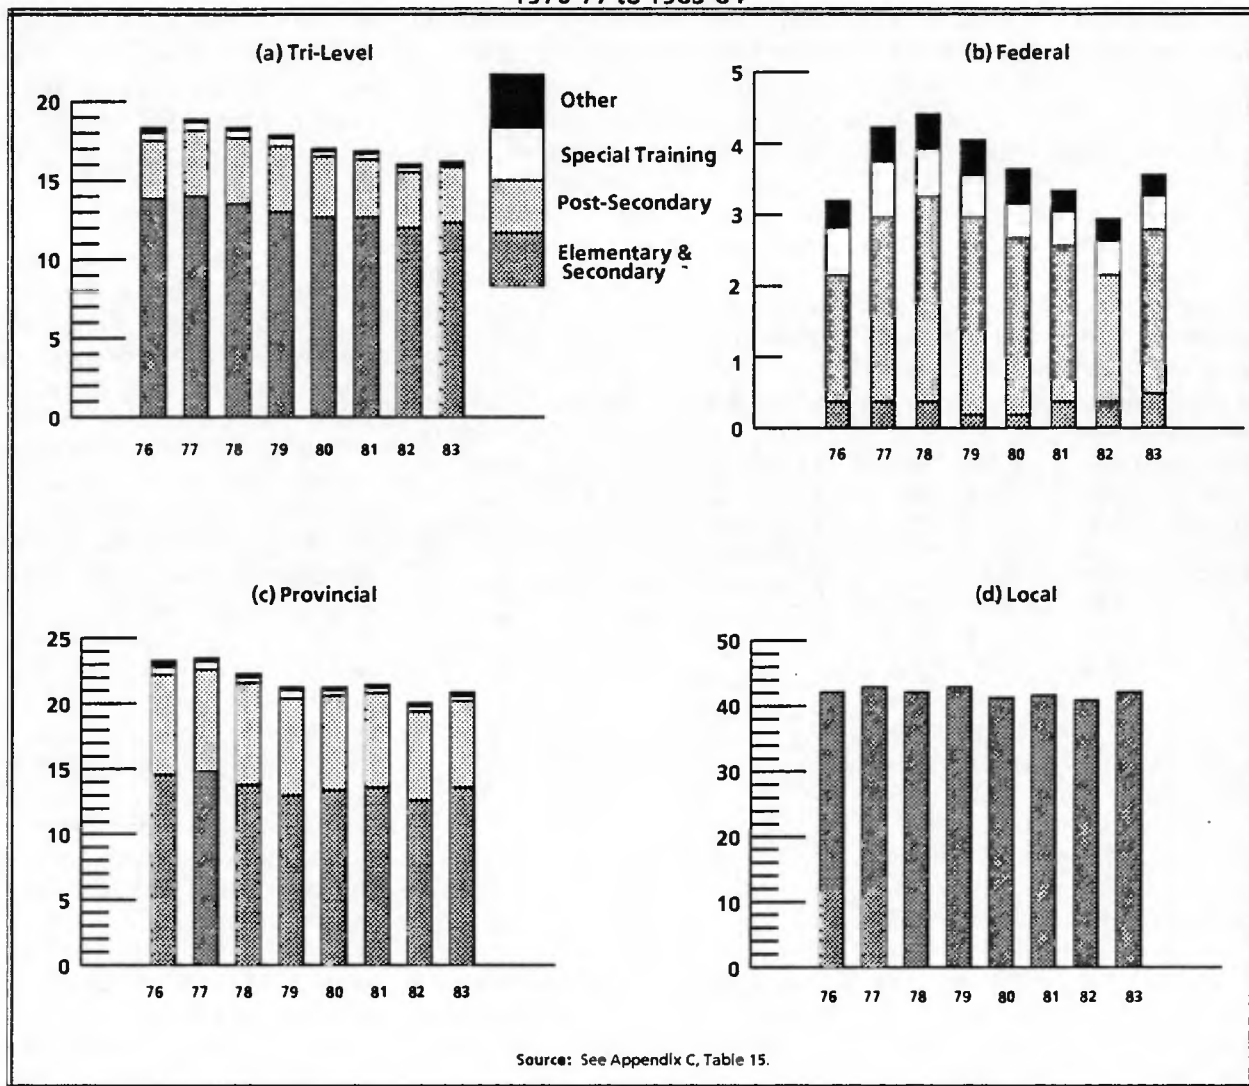 (a) Tri-Level
20
15
10
5
0
76 77 78 79 80 81 82 83
Other
Special Training
Post-Secondary
Elementary &
Secondary
(b) Federal
5
4
3
2
1
0
76 77 78 79 80 81 82 83
(c) Provincial
25
20
15
10
5
0
76 77 78 79 80 81 82 83
(d) Local
50
40
30
20
10
0
76 77 78 79 80 81 82 83
Source: See Appendix C, Table 15.